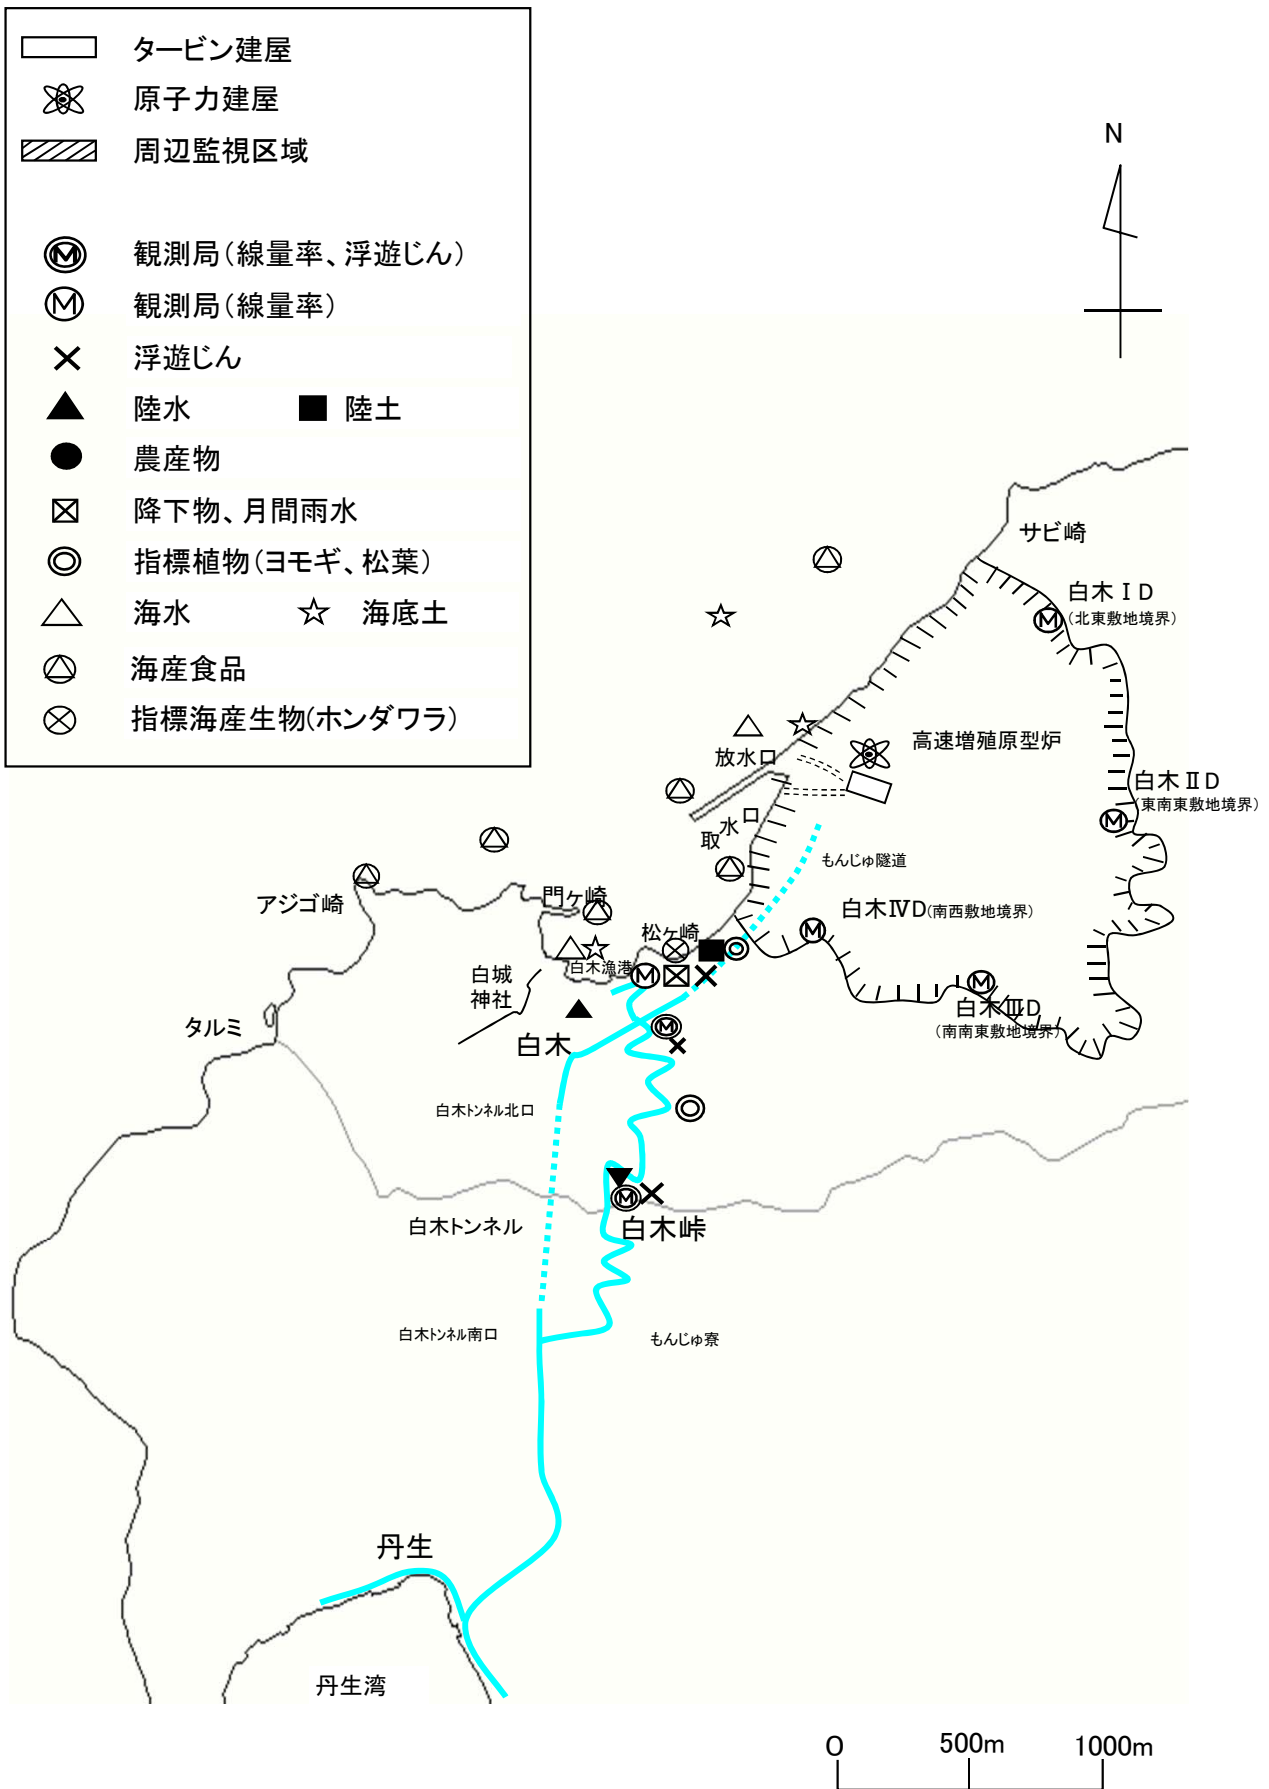 タービン建屋
原子力建屋
周辺監視区域
観測局(線量率、浮遊じん)
観測局(線量率)
浮遊じん
陸水 陸土
農産物
降下物、月間雨水
指標植物(ヨモギ、松葉)
海水 海底土
海産食品
指標海産生物(ホンダワラ)
N
サビ崎
白木ⅠD
(北東敷地境界)
高速増殖原型炉
放水口
白木ⅡD
(東南東敷地境界)
取水口
もんじゅ隧道
アジゴ崎
門ヶ崎
白木ⅣD(南西敷地境界)
松ヶ崎
白木漁港
白城
神社
白木ⅢD
(南南東敷地境界)
タルミ
白木
白木トンネル北口
白木トンネル
白木峠
白木トンネル南口
もんじゅ寮
丹生
丹生湾
0 500m 1000m